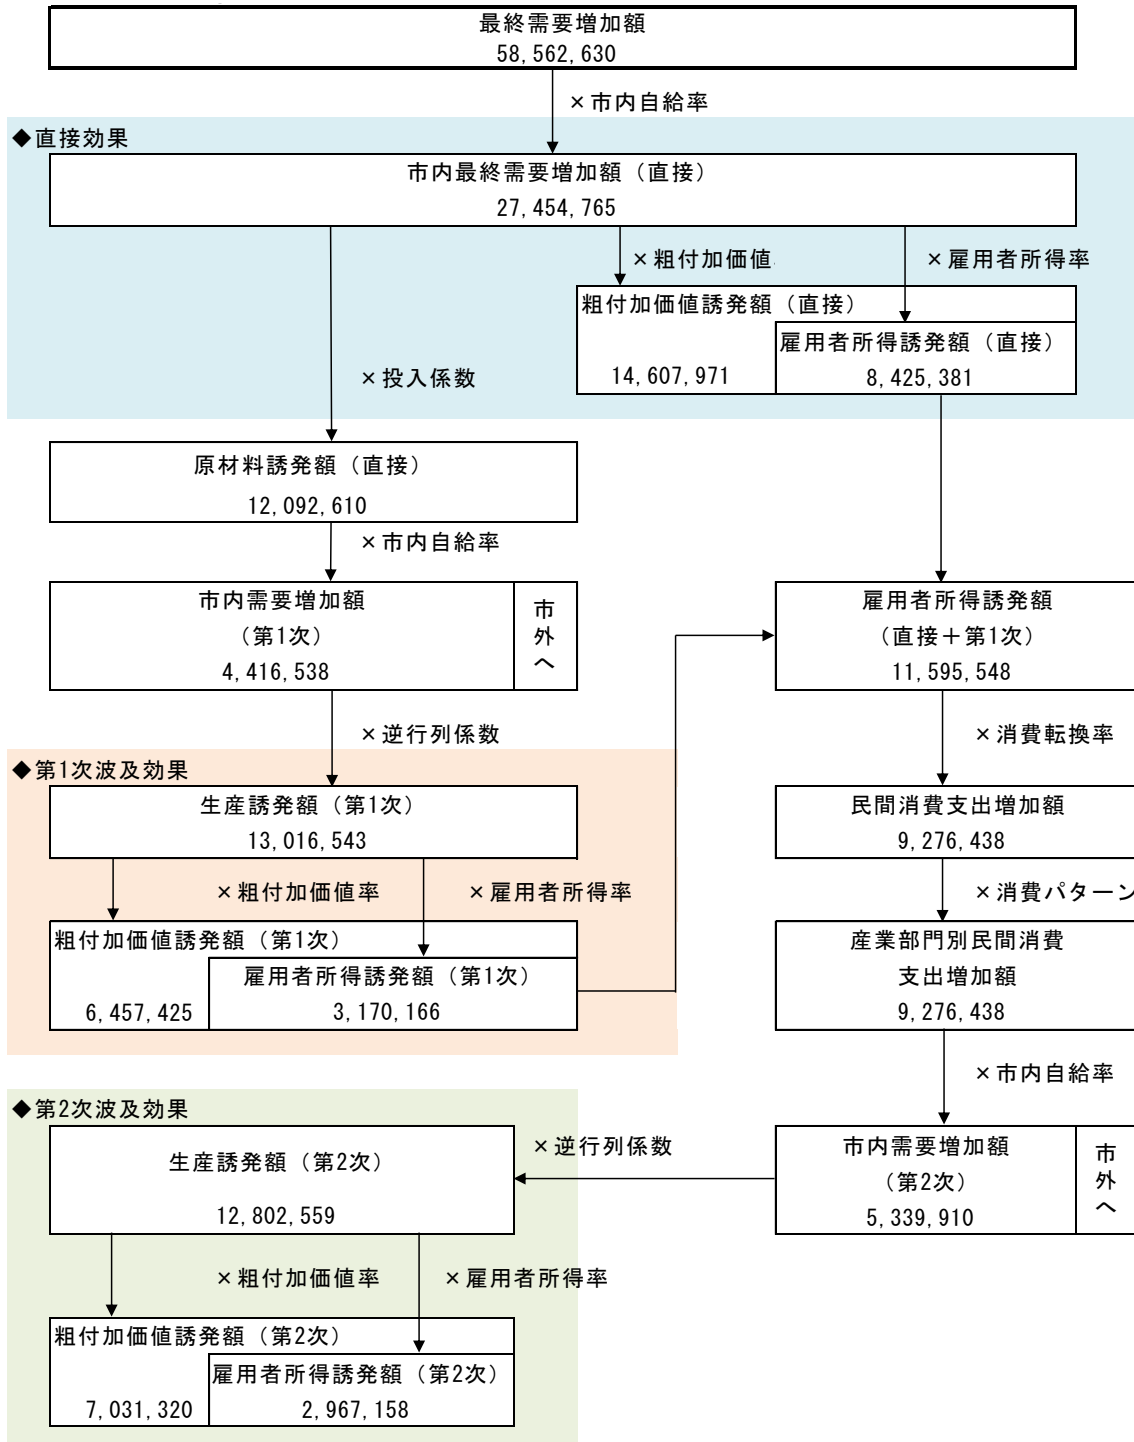 最終需要増加額
58,562,630
×市内自給率
◆直接効果
市内最終需要増加額（直接）
27,454,765
×粗付加価値
×雇用者所得率
粗付加価値誘発額（直接）
雇用者所得誘発額（直接）
14,607,971
8,425,381
×投入係数
原材料誘発額（直接）
12,092,610
×市内自給率
市内需要増加額
（第1次）
4,416,538
市外へ
雇用者所得誘発額
（直接＋第1次）
11,595,548
×逆行列係数
×消費転換率
◆第1次波及効果
生産誘発額（第1次）
13,016,543
民間消費支出増加額
9,276,438
×粗付加価値率
×雇用者所得率
×消費パターン
粗付加価値誘発額（第1次）
雇用者所得誘発額（第1次）
6,457,425
3,170,166
産業部門別民間消費
支出増加額
9,276,438
×市内自給率
◆第2次波及効果
生産誘発額（第2次）
12,802,559
×逆行列係数
市内需要増加額
（第2次）
5,339,910
市外へ
×粗付加価値率
×雇用者所得率
粗付加価値誘発額（第2次）
雇用者所得誘発額（第2次）
7,031,320
2,967,158